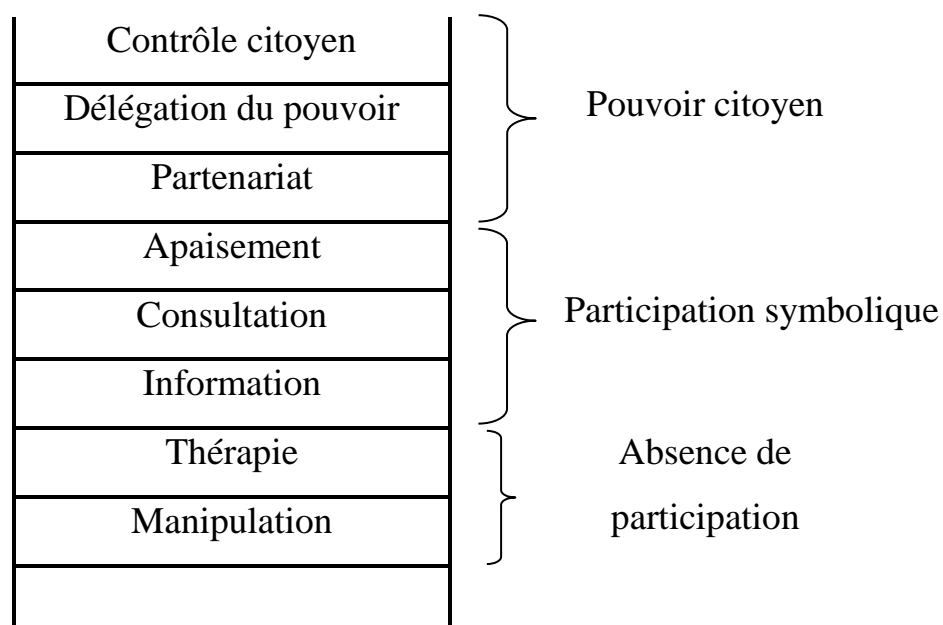 Contrôle citoyen
Délégation du pouvoir
Partenariat
Apaisement
Consultation
Information
Thérapie
Manipulation
Pouvoir citoyen
Participation symbolique
Absence de
participation